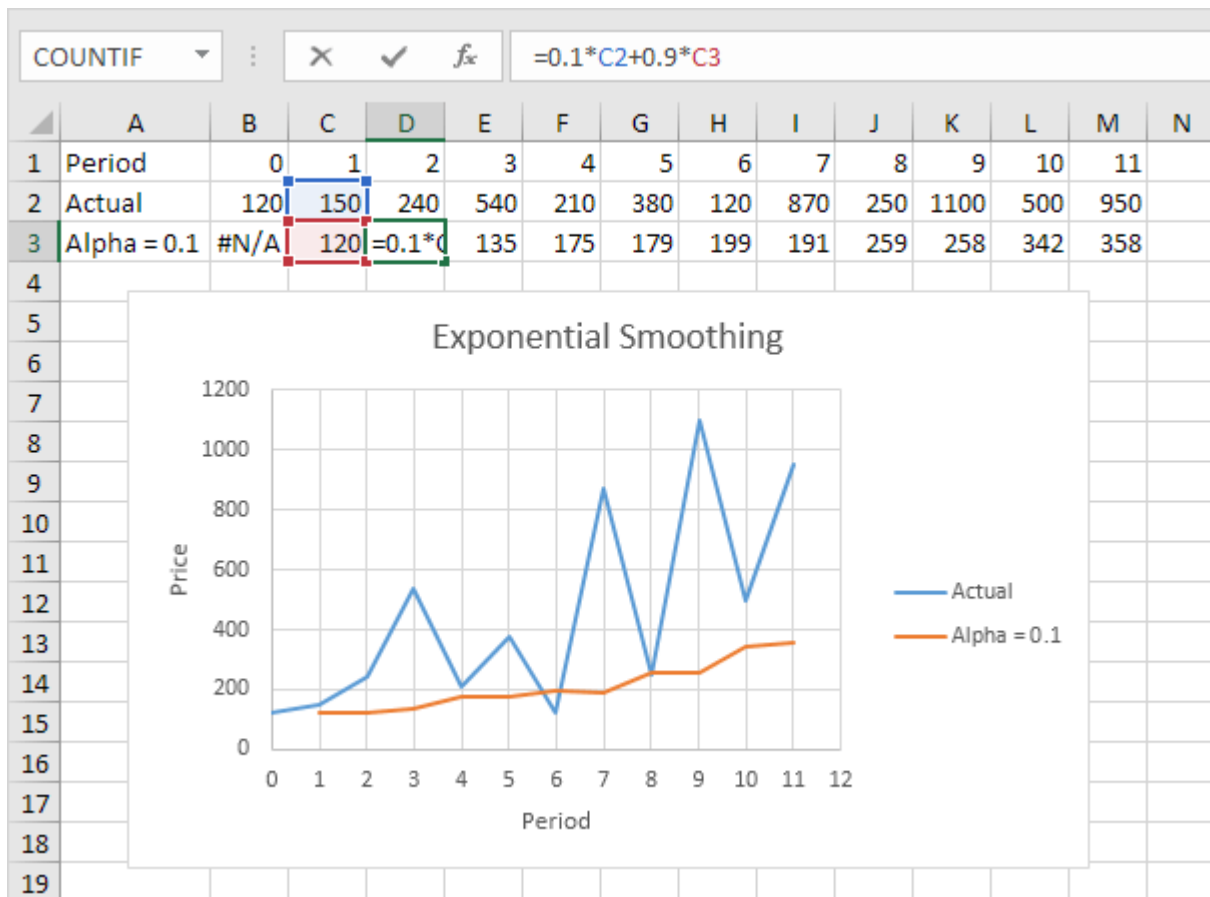 COUNTIF fx =0.1*C2+0.9*C3
A B C D E F G H I J K L M N
1 Period 0 1 2 3 4 5 6 7 8 9 10 11
2 Actual 120 150 240 540 210 380 120 870 250 1100 500 950
3 Alpha = 0.1 #N/A 120 =0.1*C 135 175 179 199 191 259 258 342 358
4
5
6
7
8
9
10
11
12
13
14
15
16
17
18
19
Exponential Smoothing
1200
1000
800
600
400
200
0
Price
0 1 2 3 4 5 6 7 8 9 10 11 12
Period
Actual
Alpha = 0.1